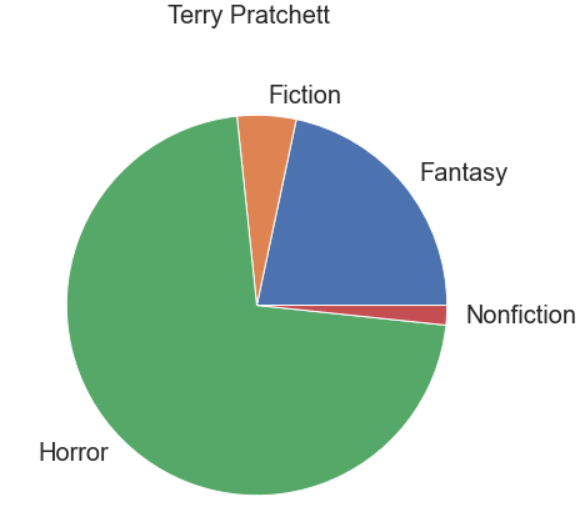 Terry Pratchett
Fiction
Fantasy
Nonfiction
Horror